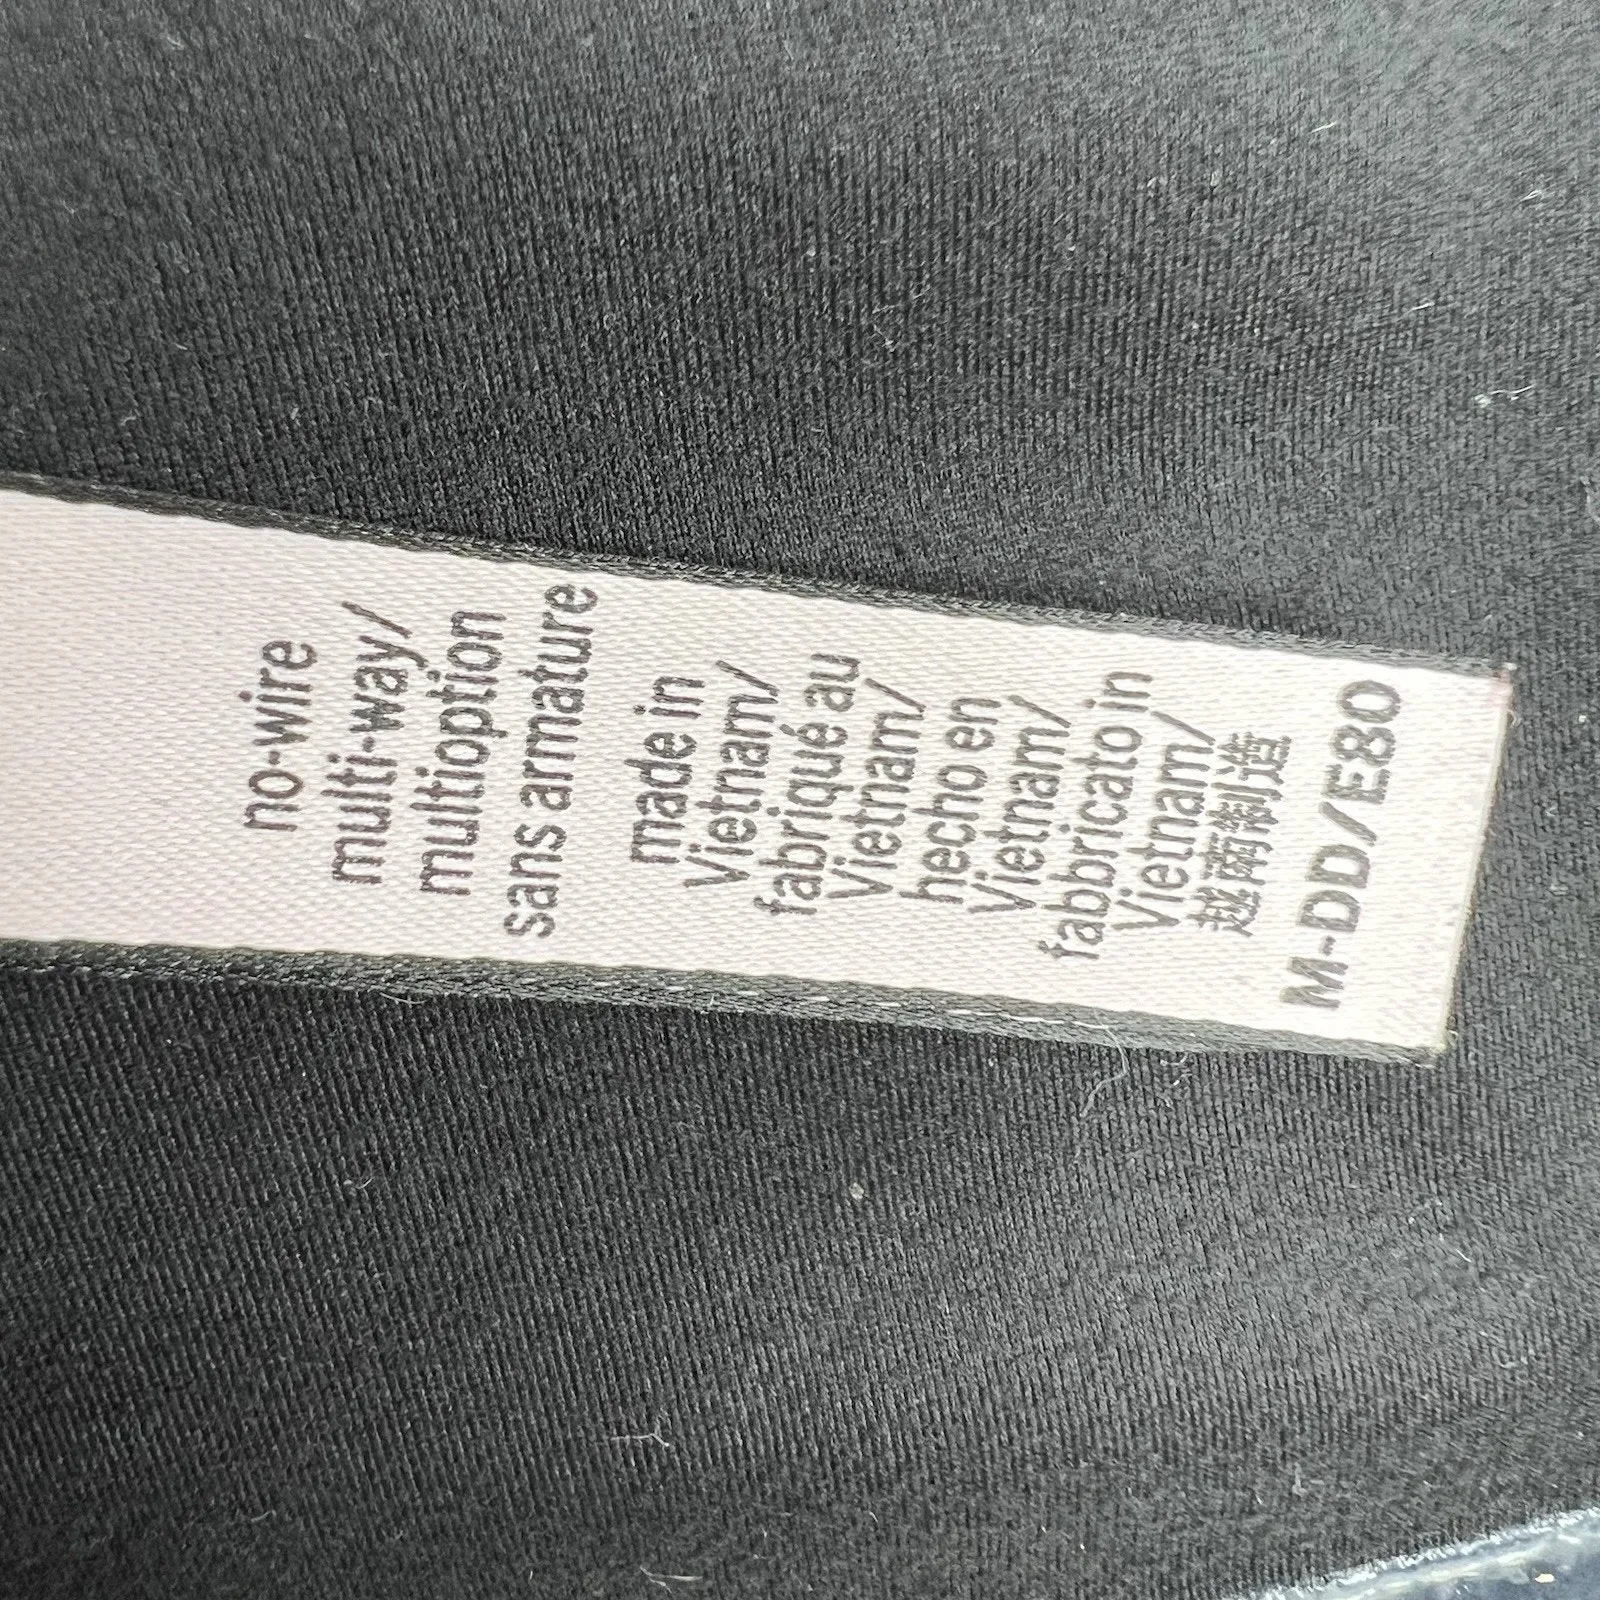 no-wire
multi-way/
multioption
sans armature
made in
Vietnam/
fabriqué au
Vietnam/
hecho en
Vietnam/
fabbricato in
Vietnam/
越南制造
M-DD/E80